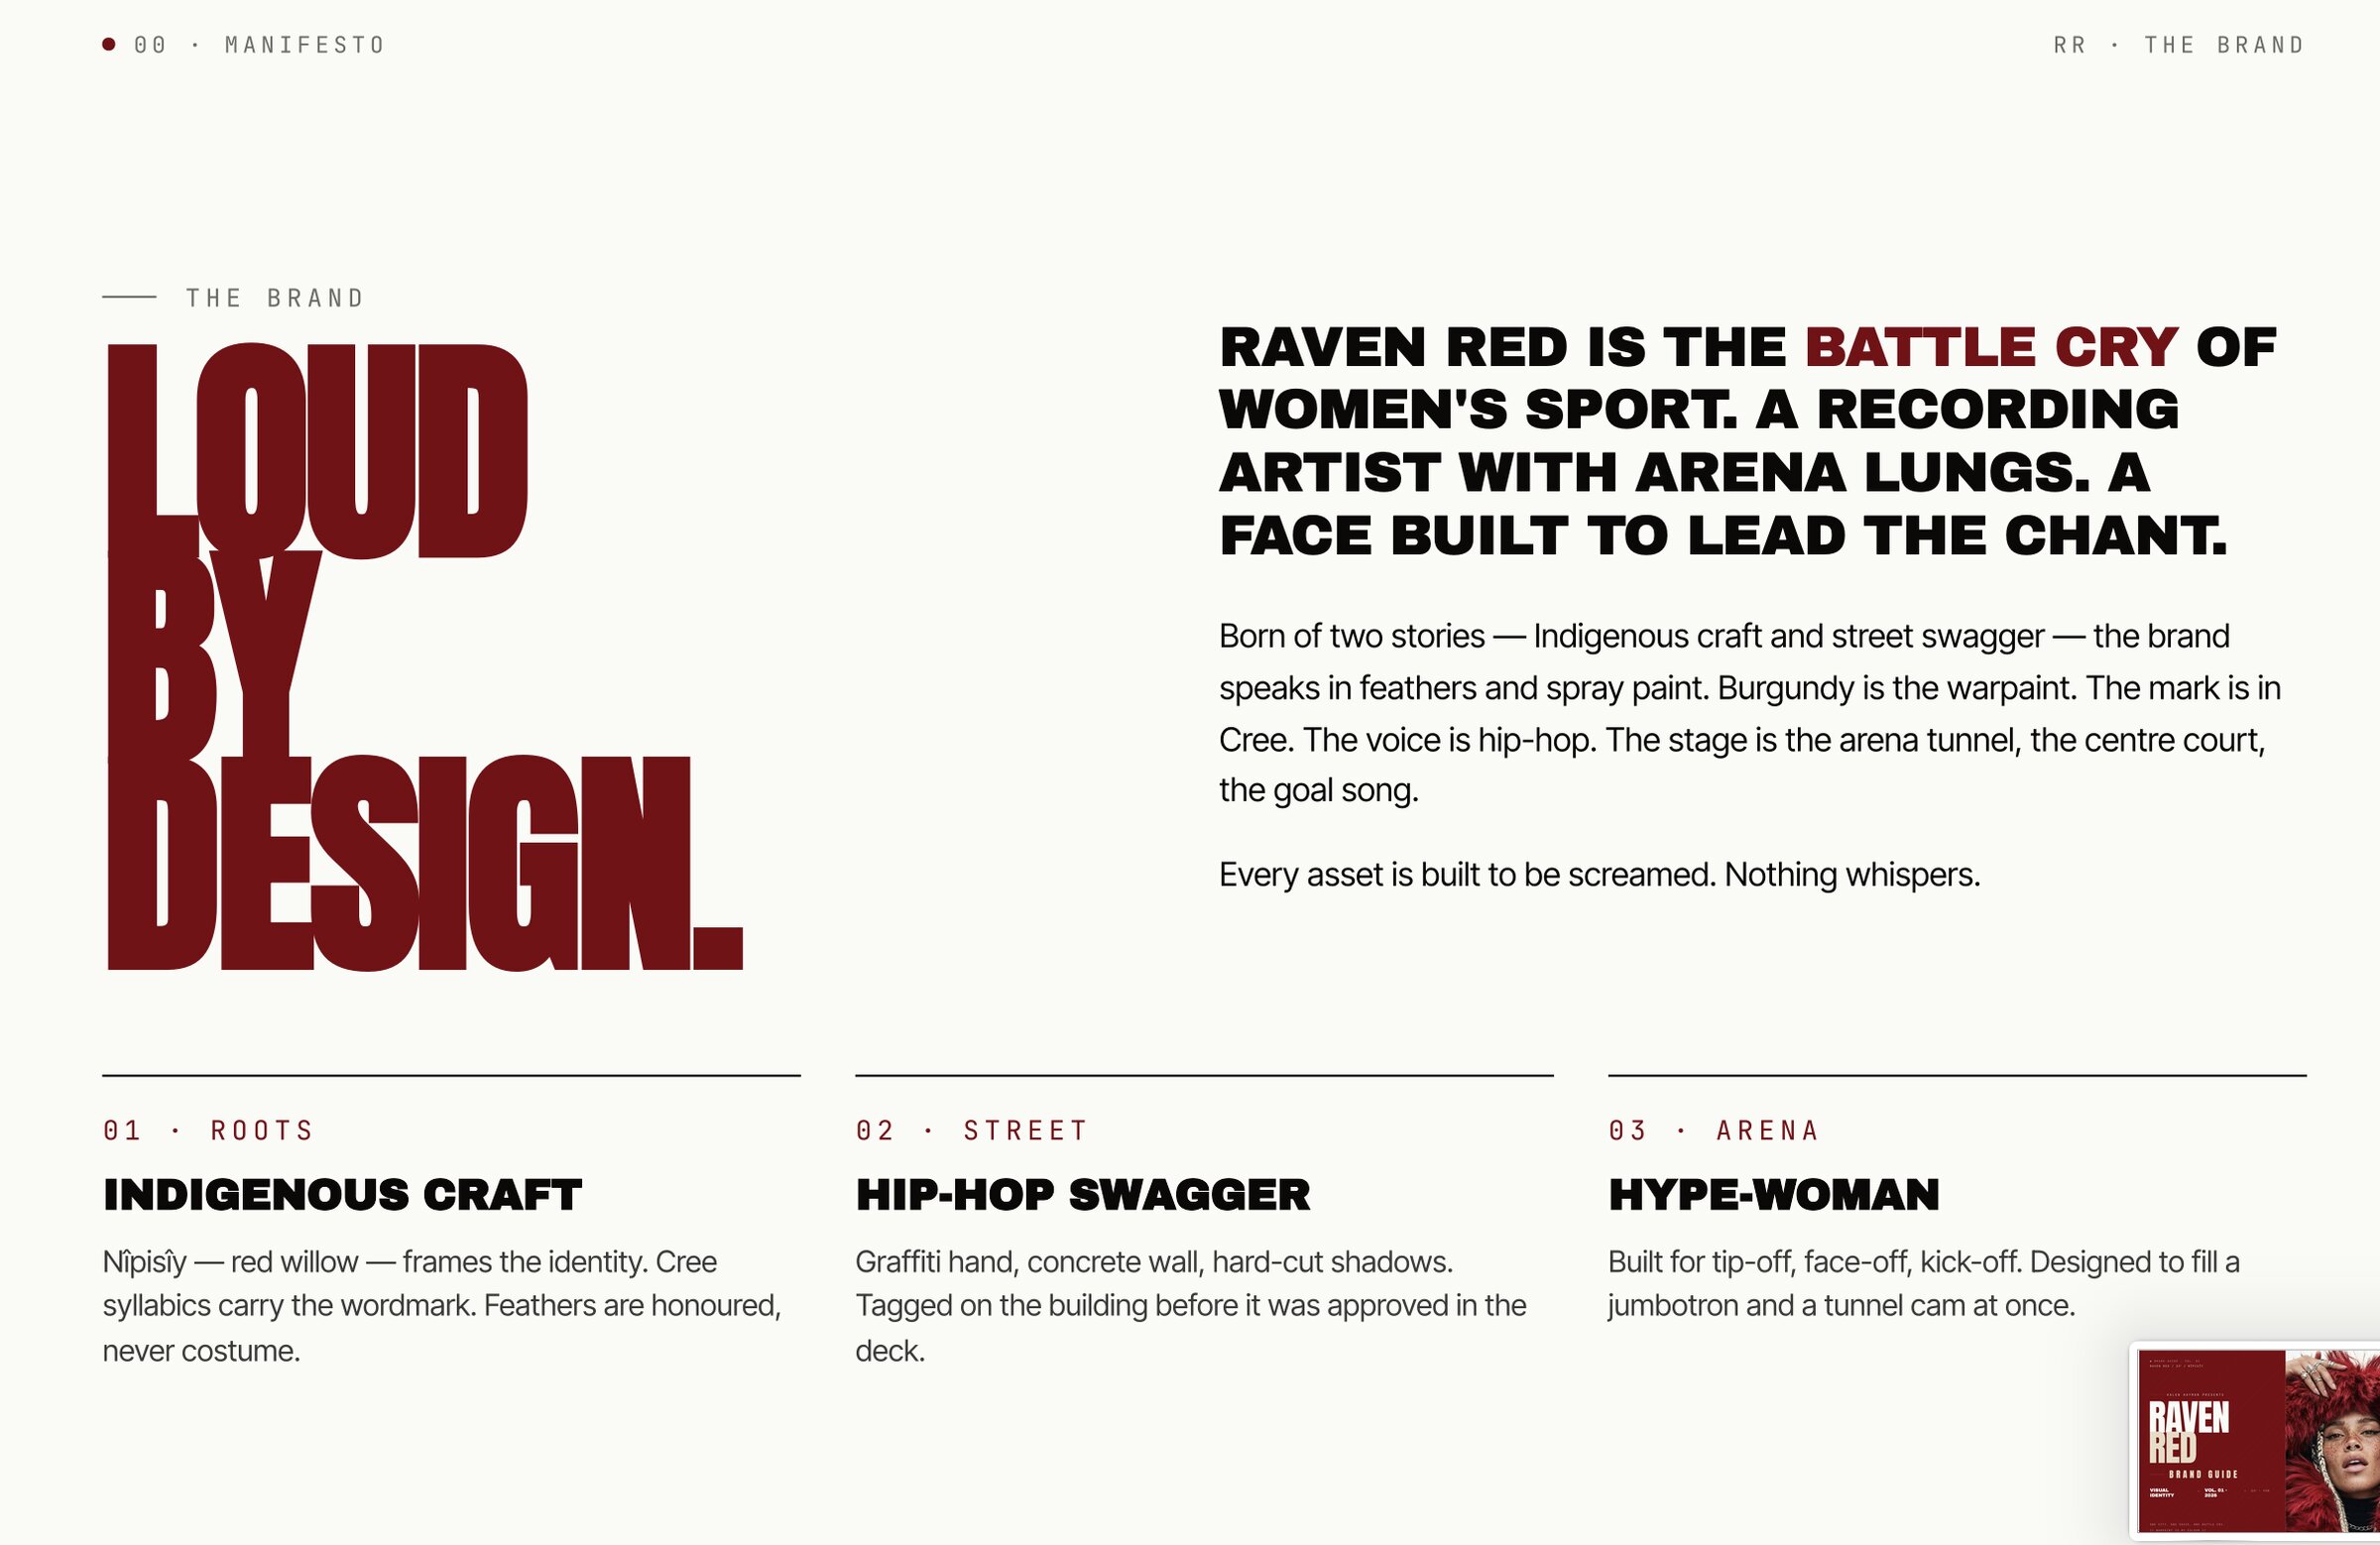 00 · MANIFESTO
RR · THE BRAND
THE BRAND
LOUD
BY
DESIGN.
RAVEN RED IS THE BATTLE CRY OF
WOMEN'S SPORT. A RECORDING
ARTIST WITH ARENA LUNGS. A
FACE BUILT TO LEAD THE CHANT.
Born of two stories — Indigenous craft and street swagger — the brand
speaks in feathers and spray paint. Burgundy is the warpaint. The mark is in
Cree. The voice is hip-hop. The stage is the arena tunnel, the centre court,
the goal song.
Every asset is built to be screamed. Nothing whispers.
01 · ROOTS
INDIGENOUS CRAFT
Nîpisîy — red willow — frames the identity. Cree
syllabics carry the wordmark. Feathers are honoured,
never costume.
02 · STREET
HIP-HOP SWAGGER
Graffiti hand, concrete wall, hard-cut shadows.
Tagged on the building before it was approved in the
deck.
03 · ARENA
HYPE-WOMAN
Built for tip-off, face-off, kick-off. Designed to fill a
jumbotron and a tunnel cam at once.
RAVEN
RED
BRAND GUIDE
VISUAL
IDENTITY
VOL. 01 ·
2026